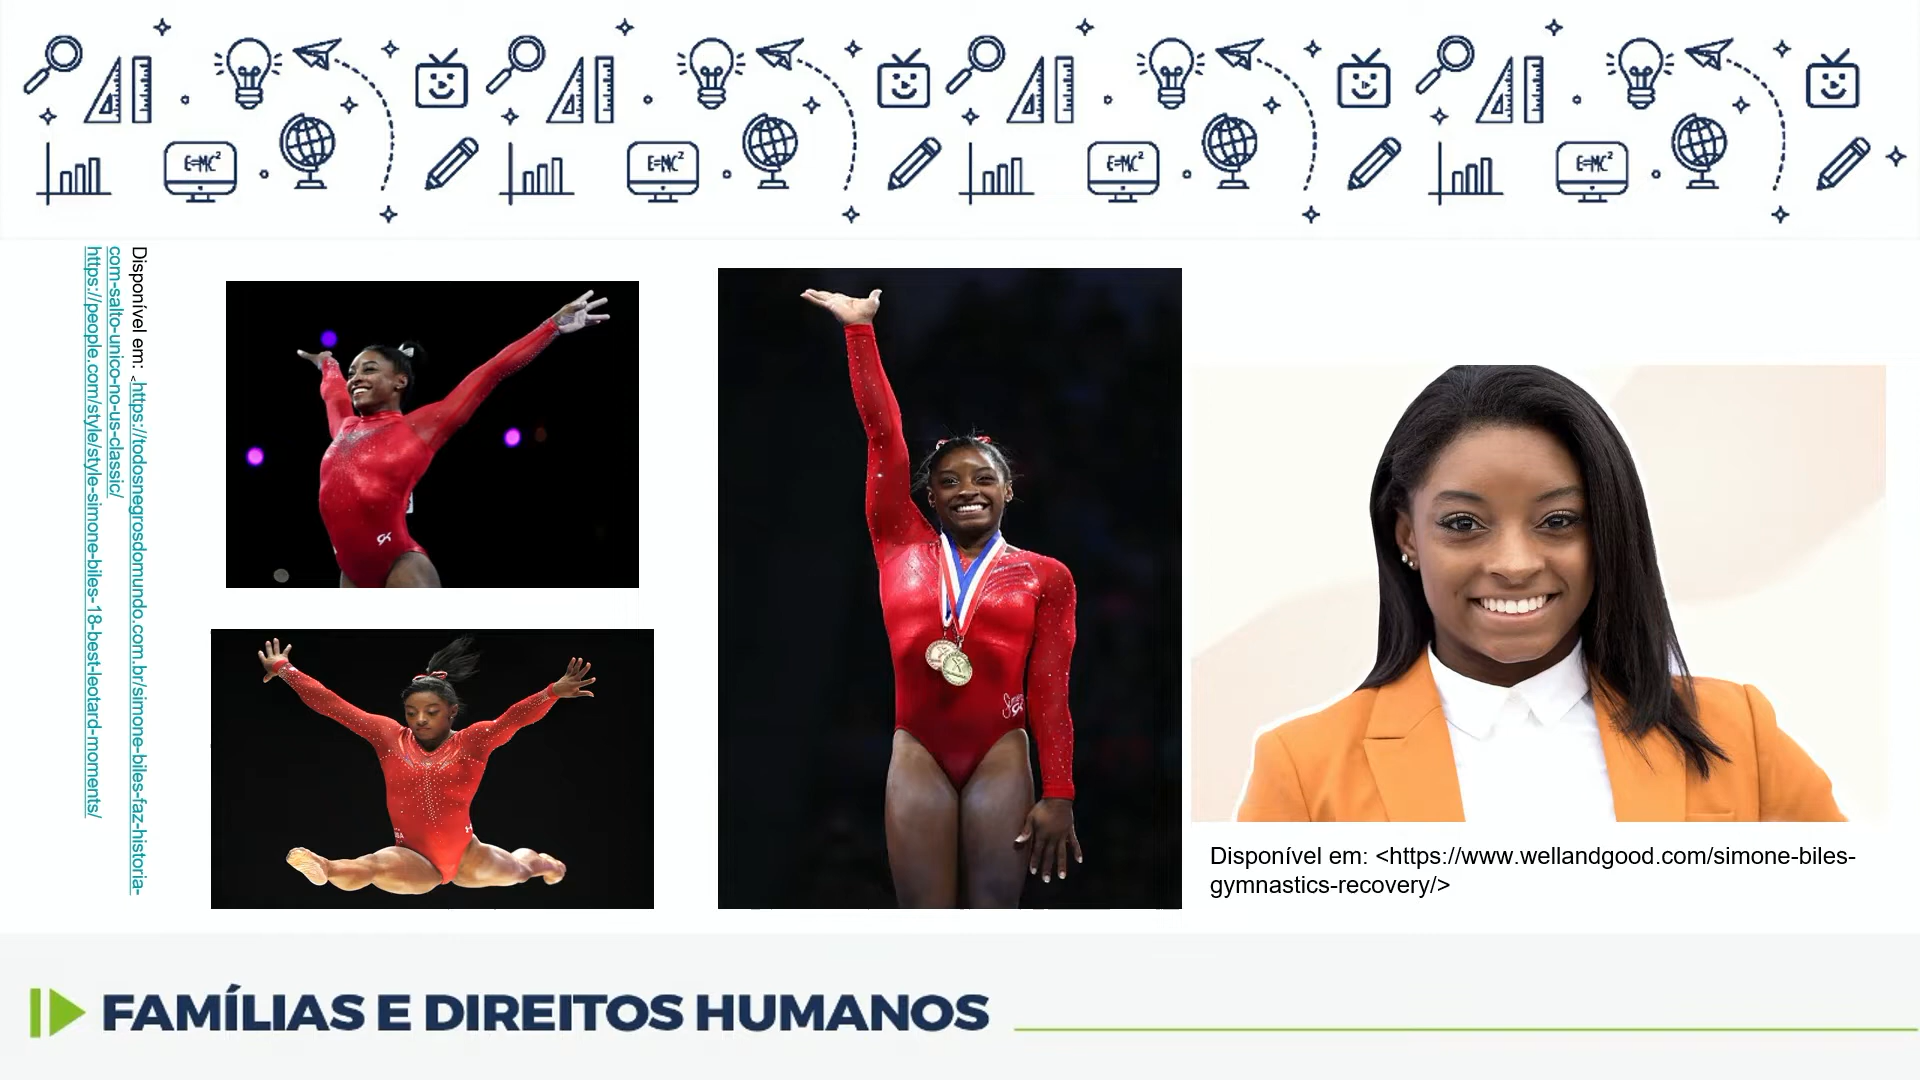 E=MC²
E=MC²
E=MC²
E=MC²
Disponível em: <https://todosnegrosdomundo.com.br/simone-biles-faz-historia-
com-salto-unico-no-us-classic/
https://people.com/style/style-simone-biles-18-best-leotard-moments/
GK
Disponível em: <https://www.wellandgood.com/simone-biles-
gymnastics-recovery/>
FAMÍLIAS E DIREITOS HUMANOS